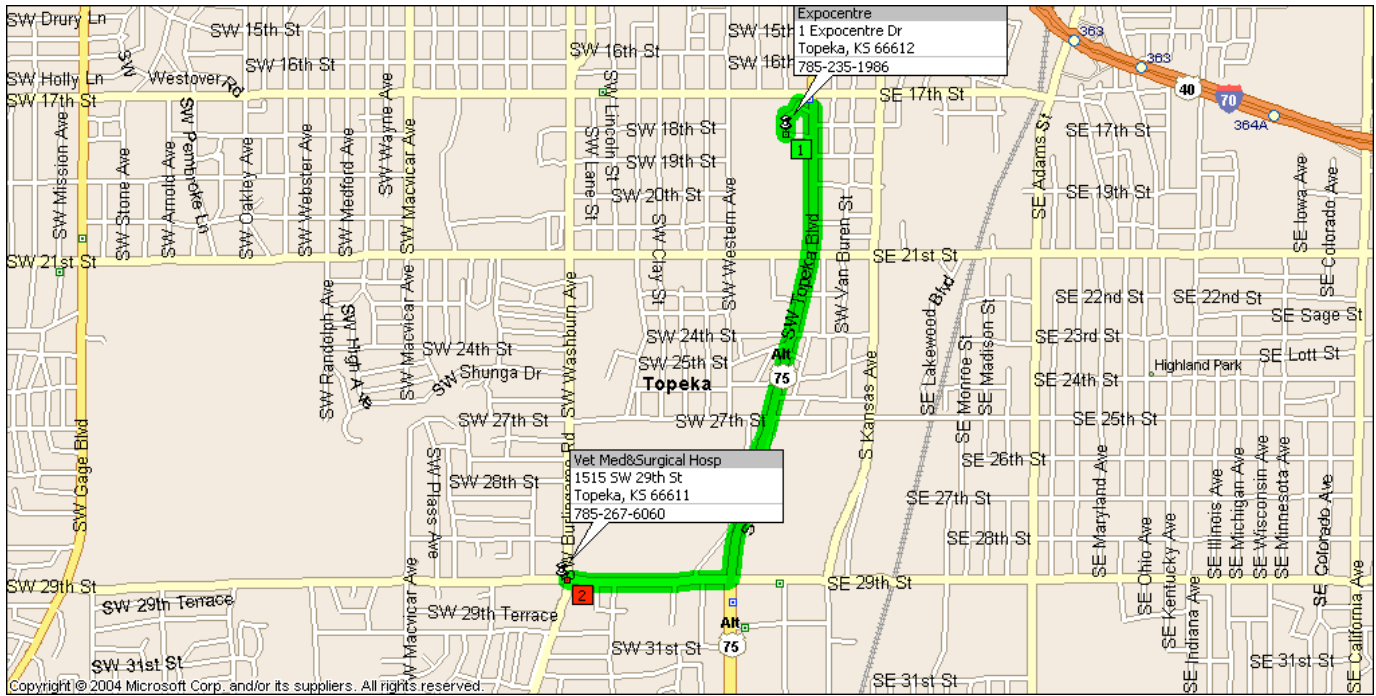 SW Drury Ln
SW 15th St
SW 16th St
SW 15th
Expocentre
1 Expocentre Dr
Topeka, KS 66612
785-235-1986
363
363
SW
Westover Rd
SW 16th St
SW 16th
SW Holly Ln
SW 17th St
SE 17th St
40
70
364A
SW Mission Ave
SW Stone Ave
SW Arnold Ave
SW Pembroke Ln
SW Oakley Ave
SW Webster Ave
SW Medford Ave
SW Wayne Ave
SW Macvicar Ave
SW Lane St
SW Lincoln St
SW 18th St
SW 19th St
SW 20th St
1
SE Adams St
SE 17th St
SE 19th St
SE Iowa Ave
SE Colorado Ave
SW Clay St
SW Western Ave
SW Topeka Blvd
SW Van Buren St
SW 21st St
SE 21st St
SW Randolph Ave
SW High Ave
SW Macvicar Ave
SW Washburn Ave
SE Lakewood Blvd
SE Madison St
SE Monroe St
SE 22nd St
SE 22nd St
SE Sage St
SW 24th St
SE 23rd St
SW 24th St
SW 25th St
Alt
75
SE Lott St
Highland Park
SW Shunga Dr
Topeka
SE 24th St
S Kansas Ave
SW 27th St
SW 27th St
SE 25th St
SW Gage Blvd
SW Plass Ave
SW 28th St
Vet Med&Surgical Hosp
1515 SW 29th St
Topeka, KS 66611
785-267-6060
SE 26th St
SE 27th St
SE 28th St
SE Maryland Ave
SE Ohio Ave
SE Kentucky Ave
SE Indiana Ave
SE Illinois Ave
SE Michigan Ave
SE Wisconsin Ave
SE Minnesota Ave
SE Colorado Ave
SE California Ave
SW 29th St
SE 29th St
2
SW 29th Terrace
SW Macvicar Ave
SW 29th Terrace
Alt
75
SW 31st St
SW 31st St
SE 31st St
SE 31st St
Copyright © 2004 Microsoft Corp. and/or its suppliers. All rights reserved.